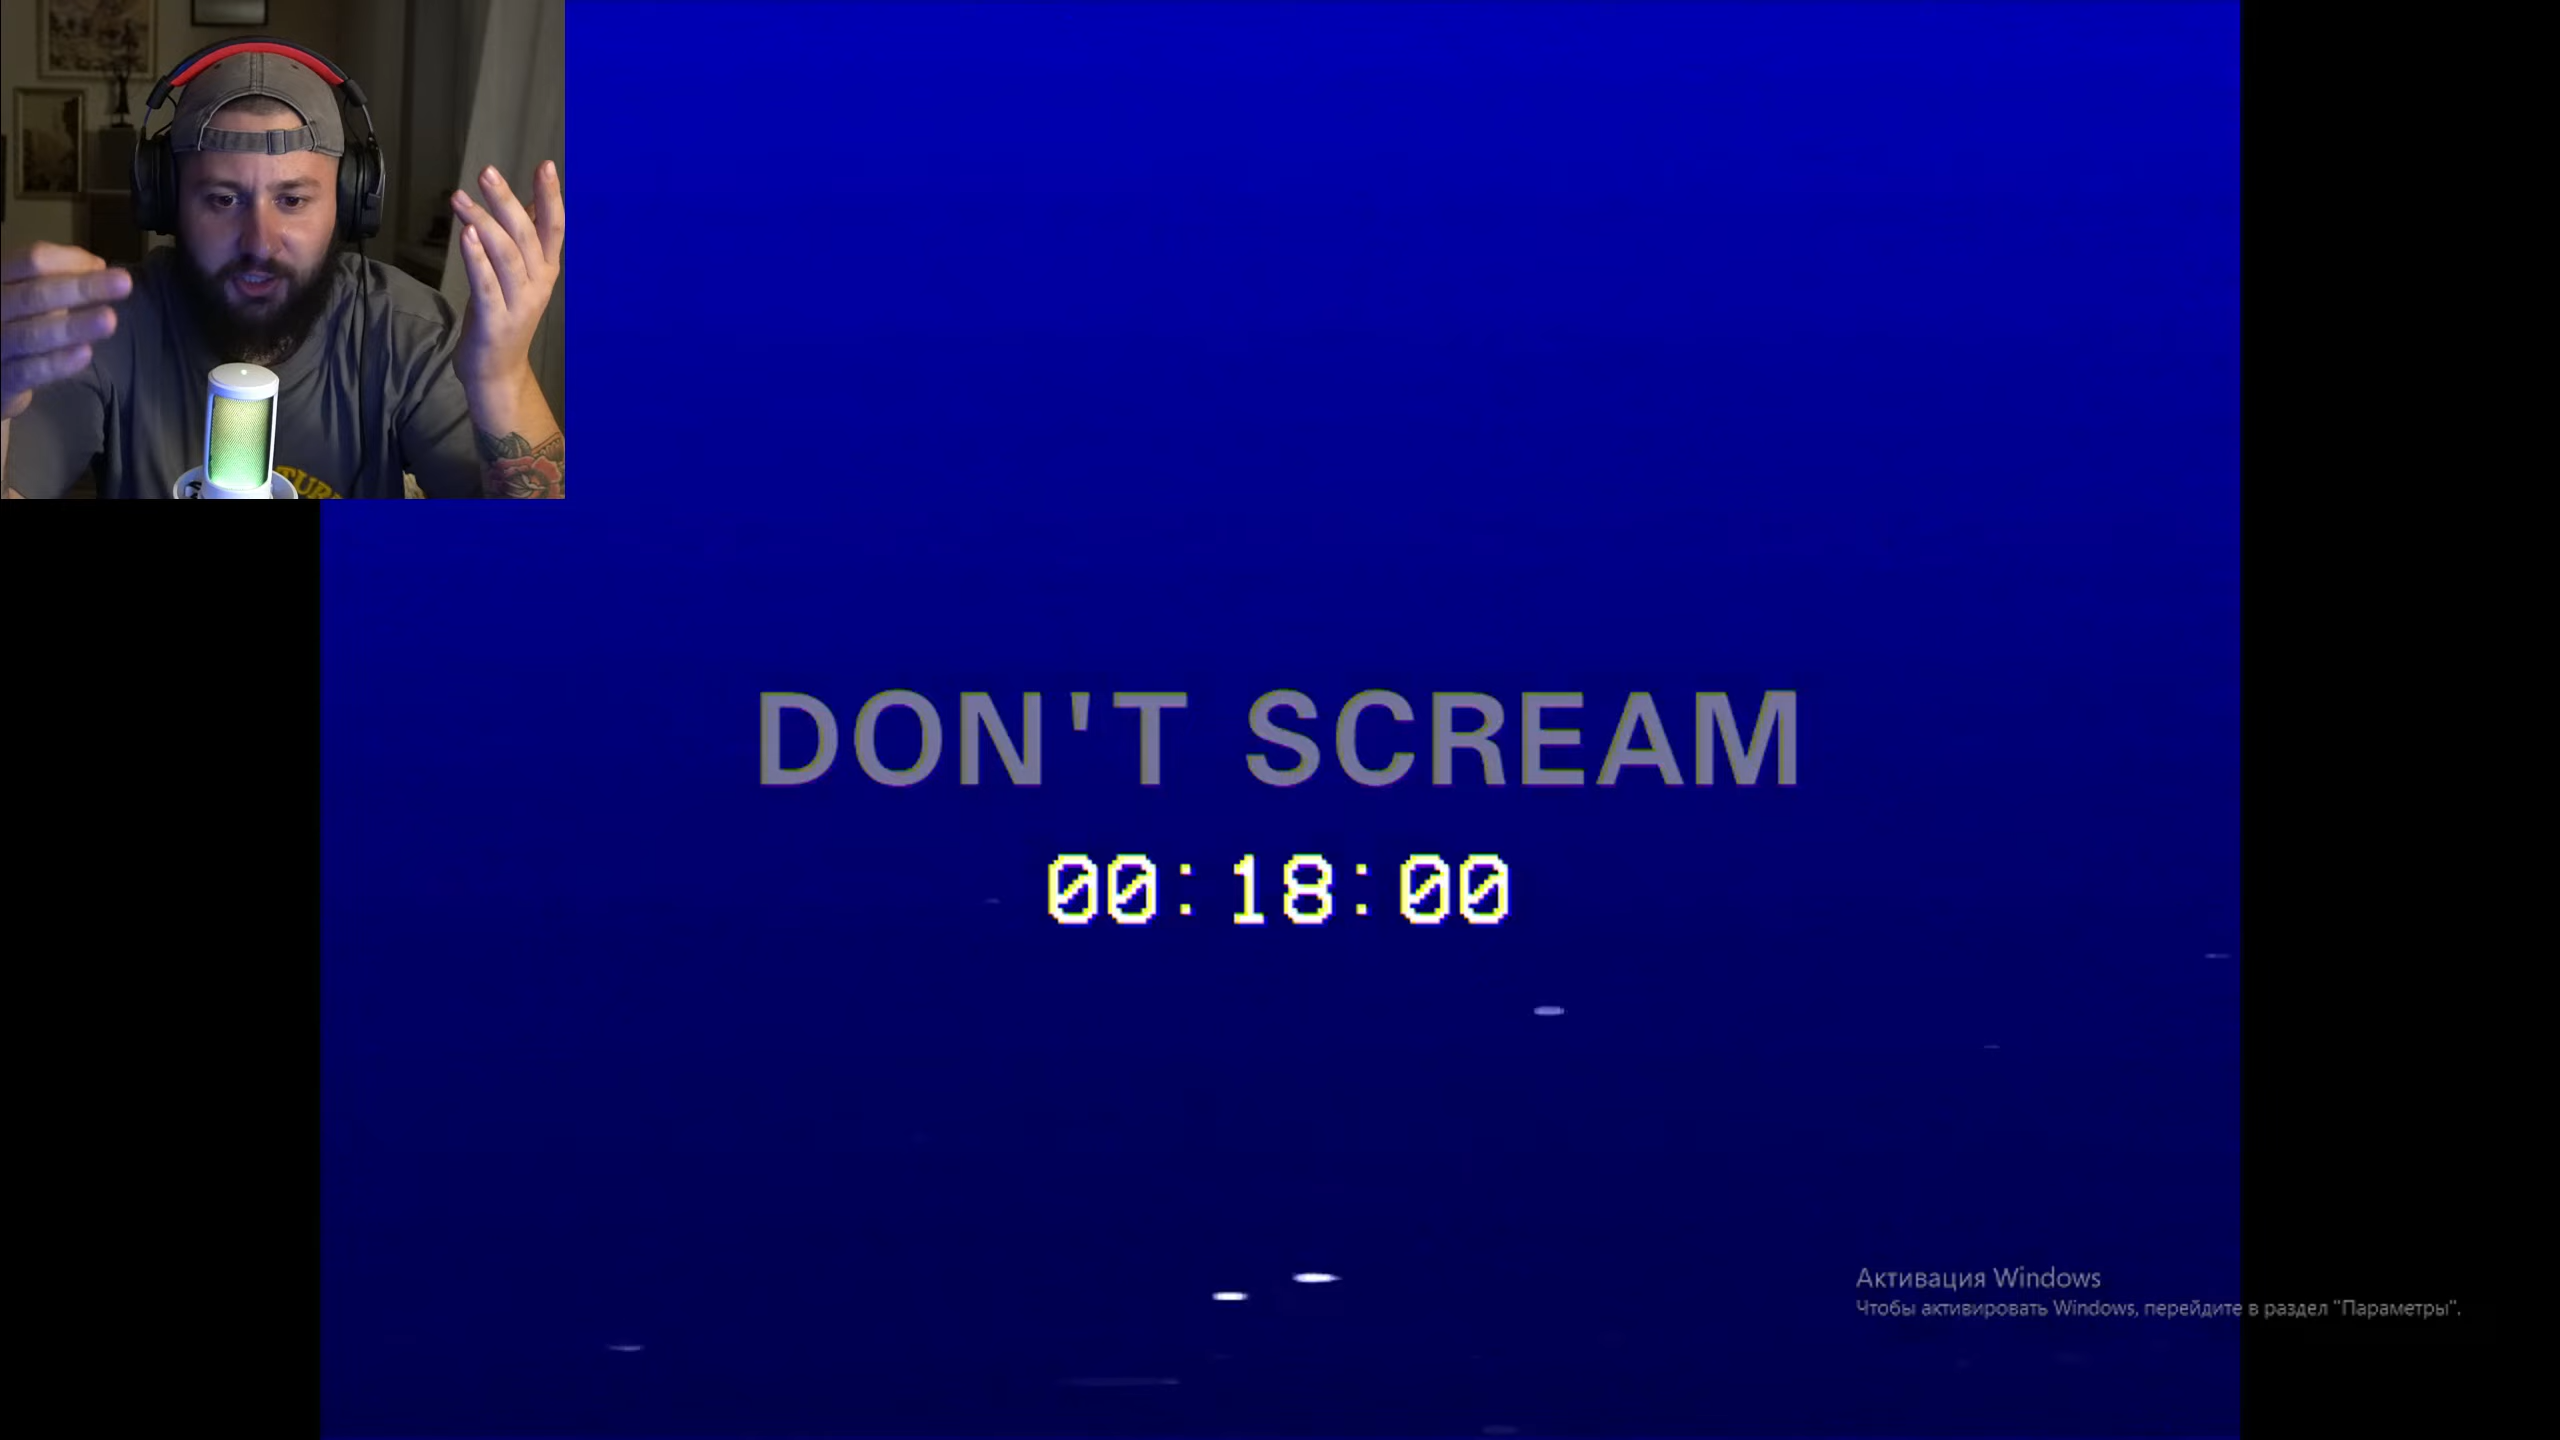 DON'T SCREAM
00:18:00
Активация Windows
Чтобы активировать Windows, перейдите в раздел "Параметры".